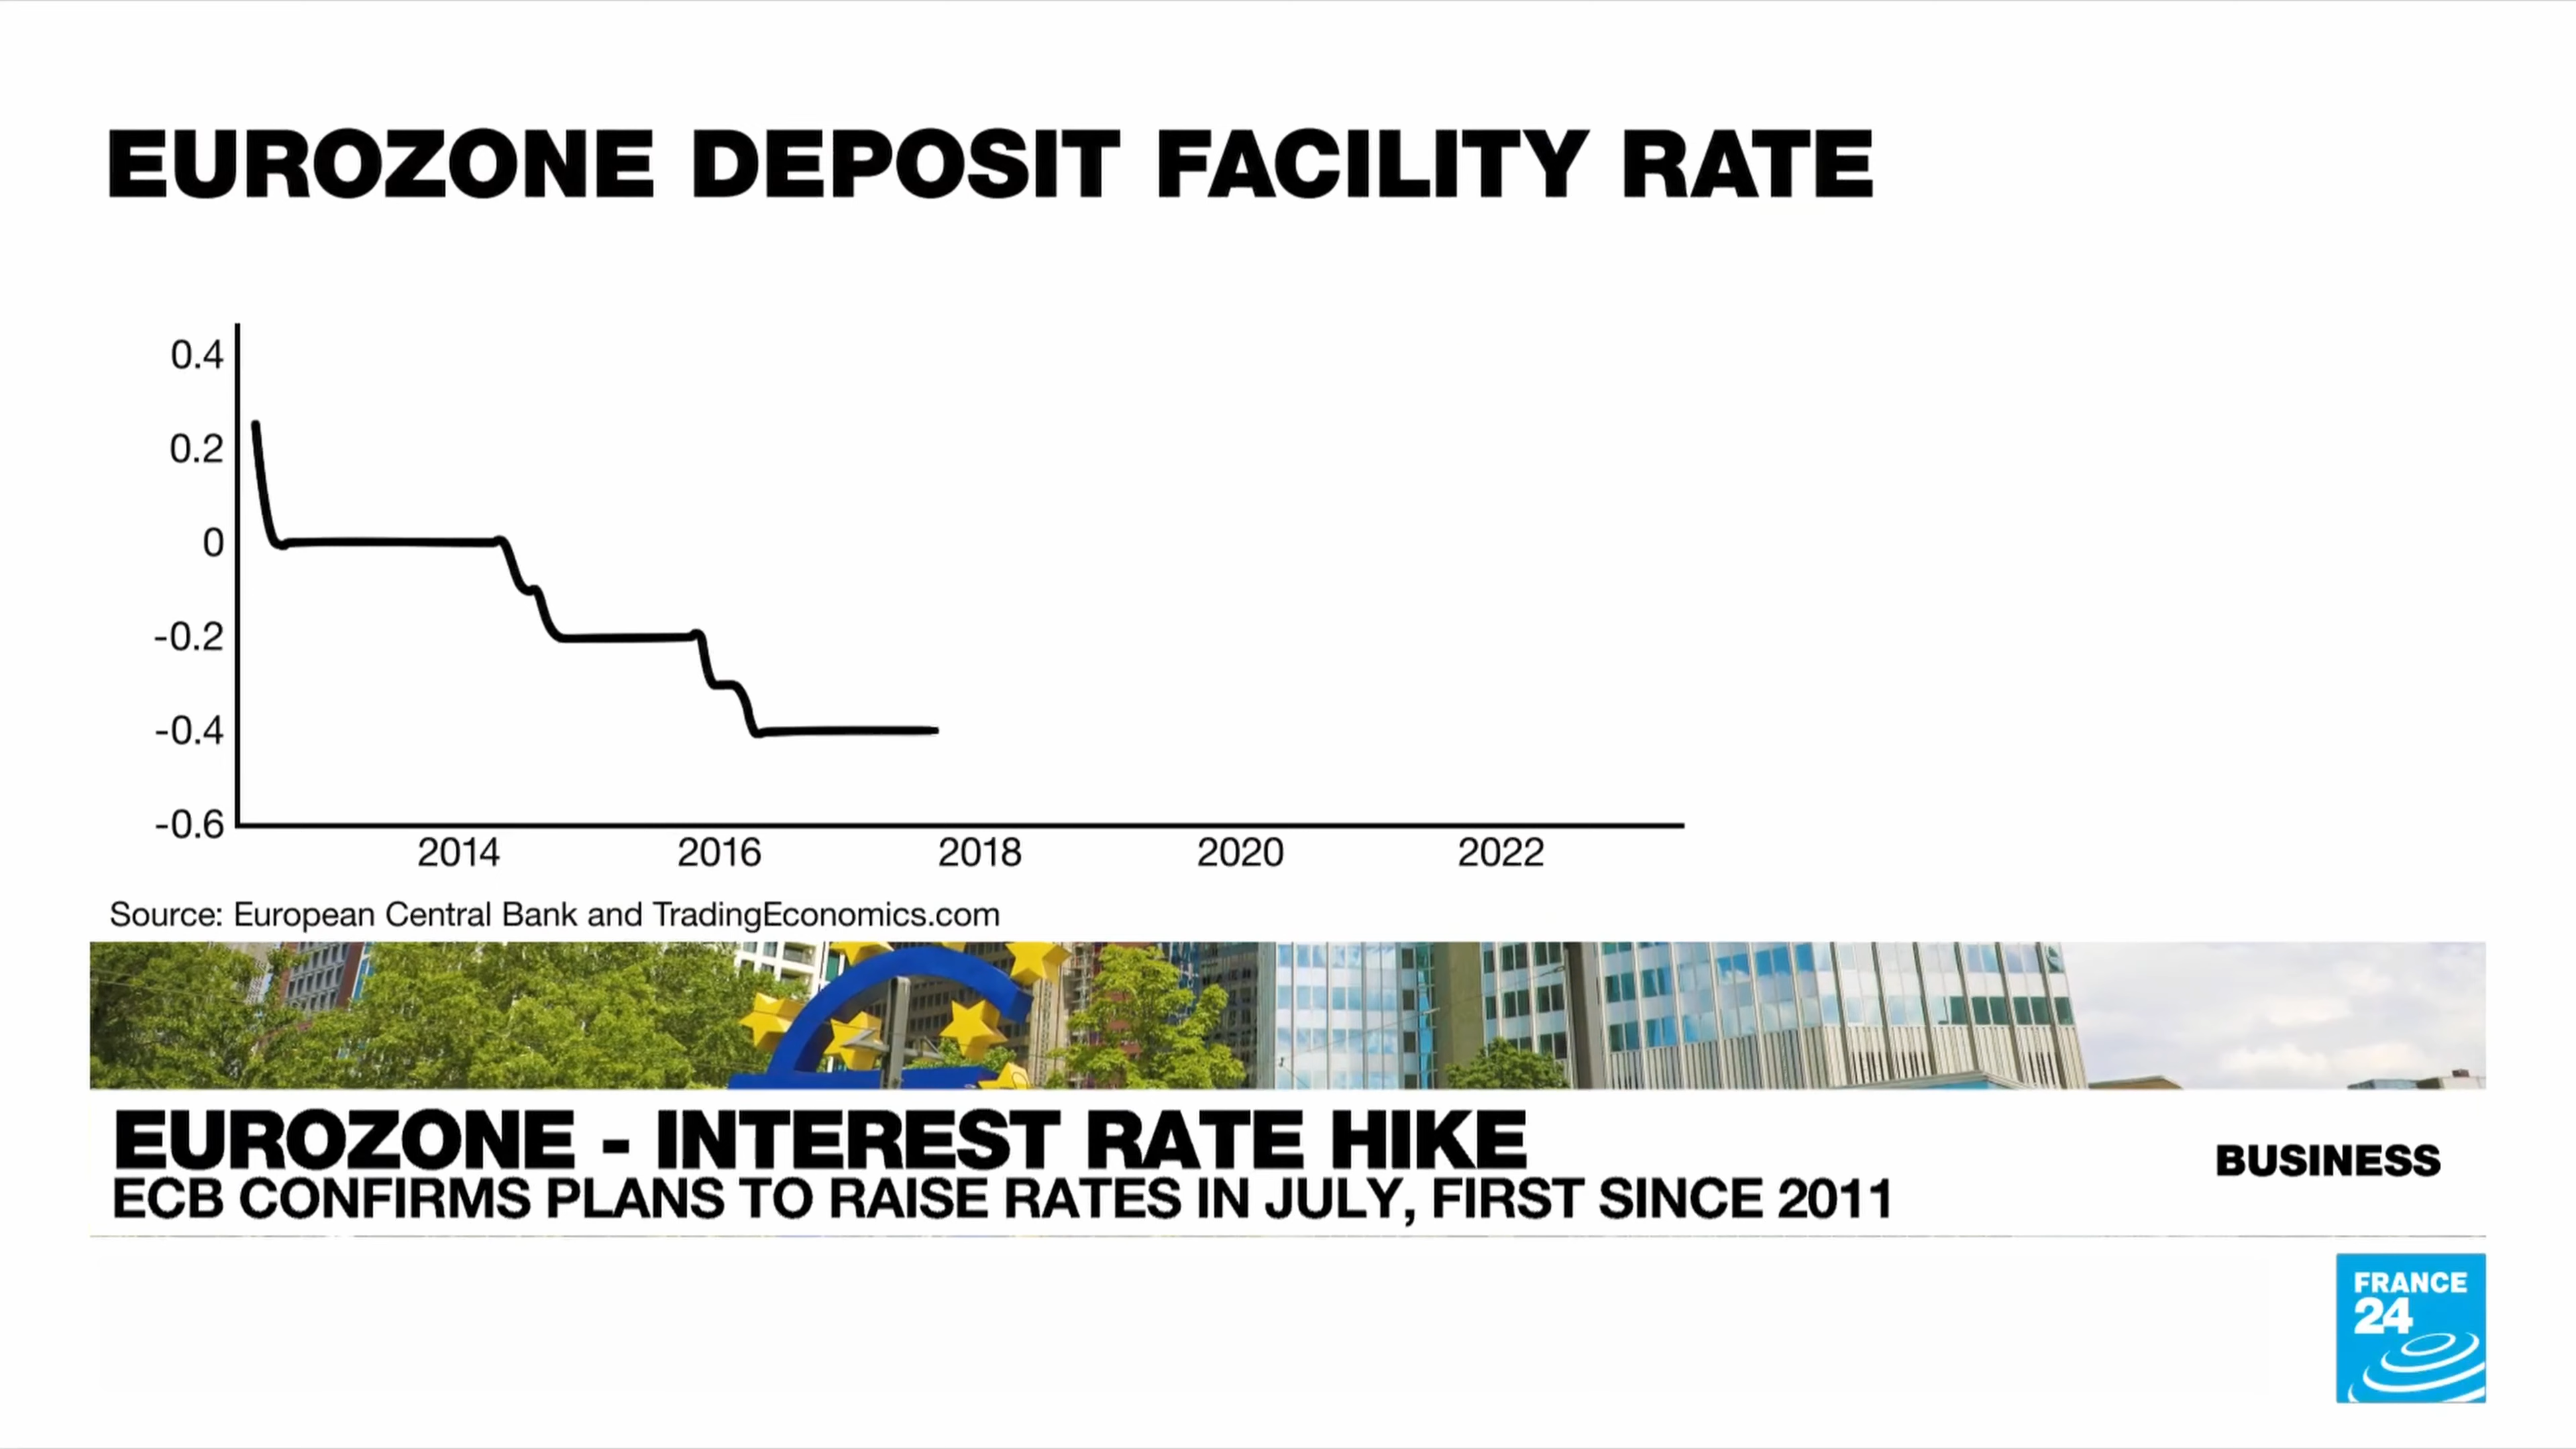 EUROZONE DEPOSIT FACILITY RATE
0.4
0.2
0
-0.2
-0.4
-0.6
2014 2016 2018 2020 2022
Source: European Central Bank and TradingEconomics.com
EUROZONE - INTEREST RATE HIKE
ECB CONFIRMS PLANS TO RAISE RATES IN JULY, FIRST SINCE 2011
BUSINESS
FRANCE
24